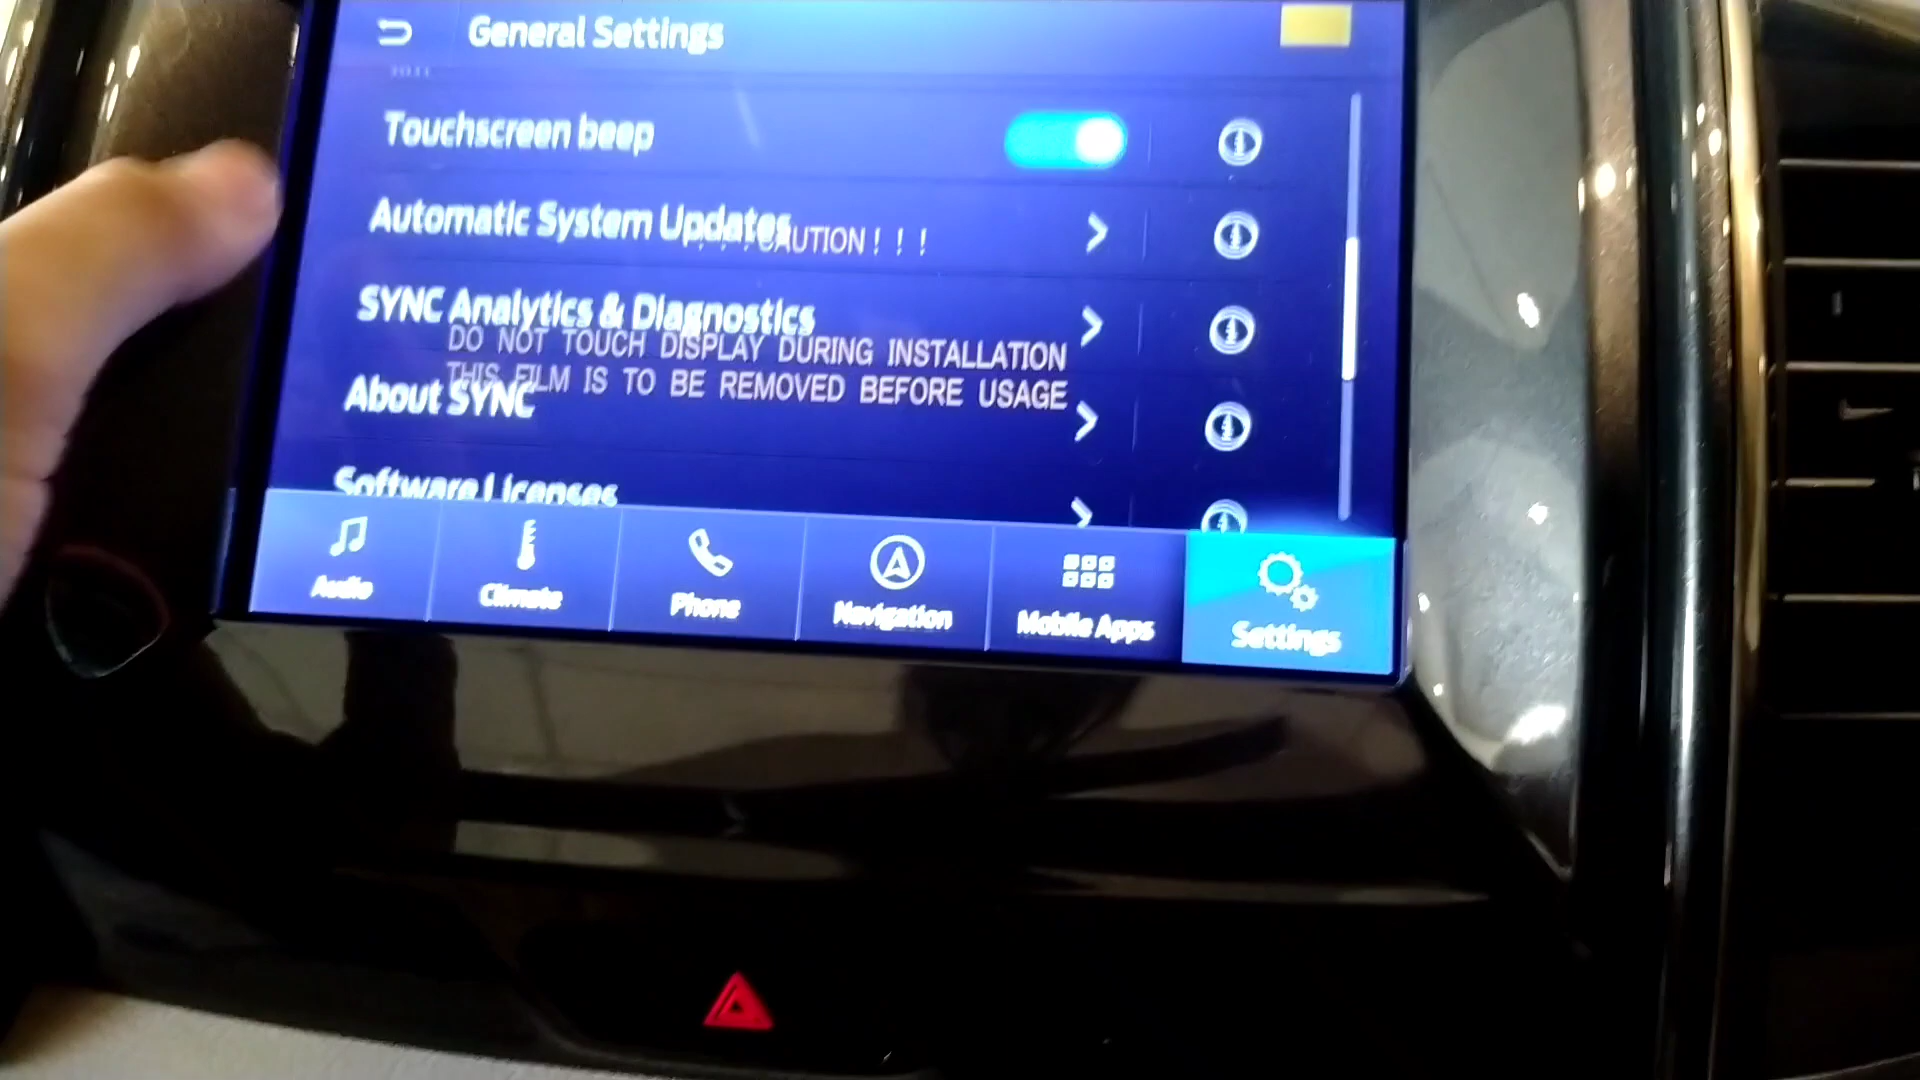 General Settings
Touchscreen beep
Automatic System Updates
CAUTION ! ! !
SYNC Analytics & Diagnostics
DO NOT TOUCH DISPLAY DURING INSTALLATION
THIS FILM IS TO BE REMOVED BEFORE USAGE
About SYNC
Software Licenses
Audio
Climate
Phone
Navigation
Mobile Apps
Settings